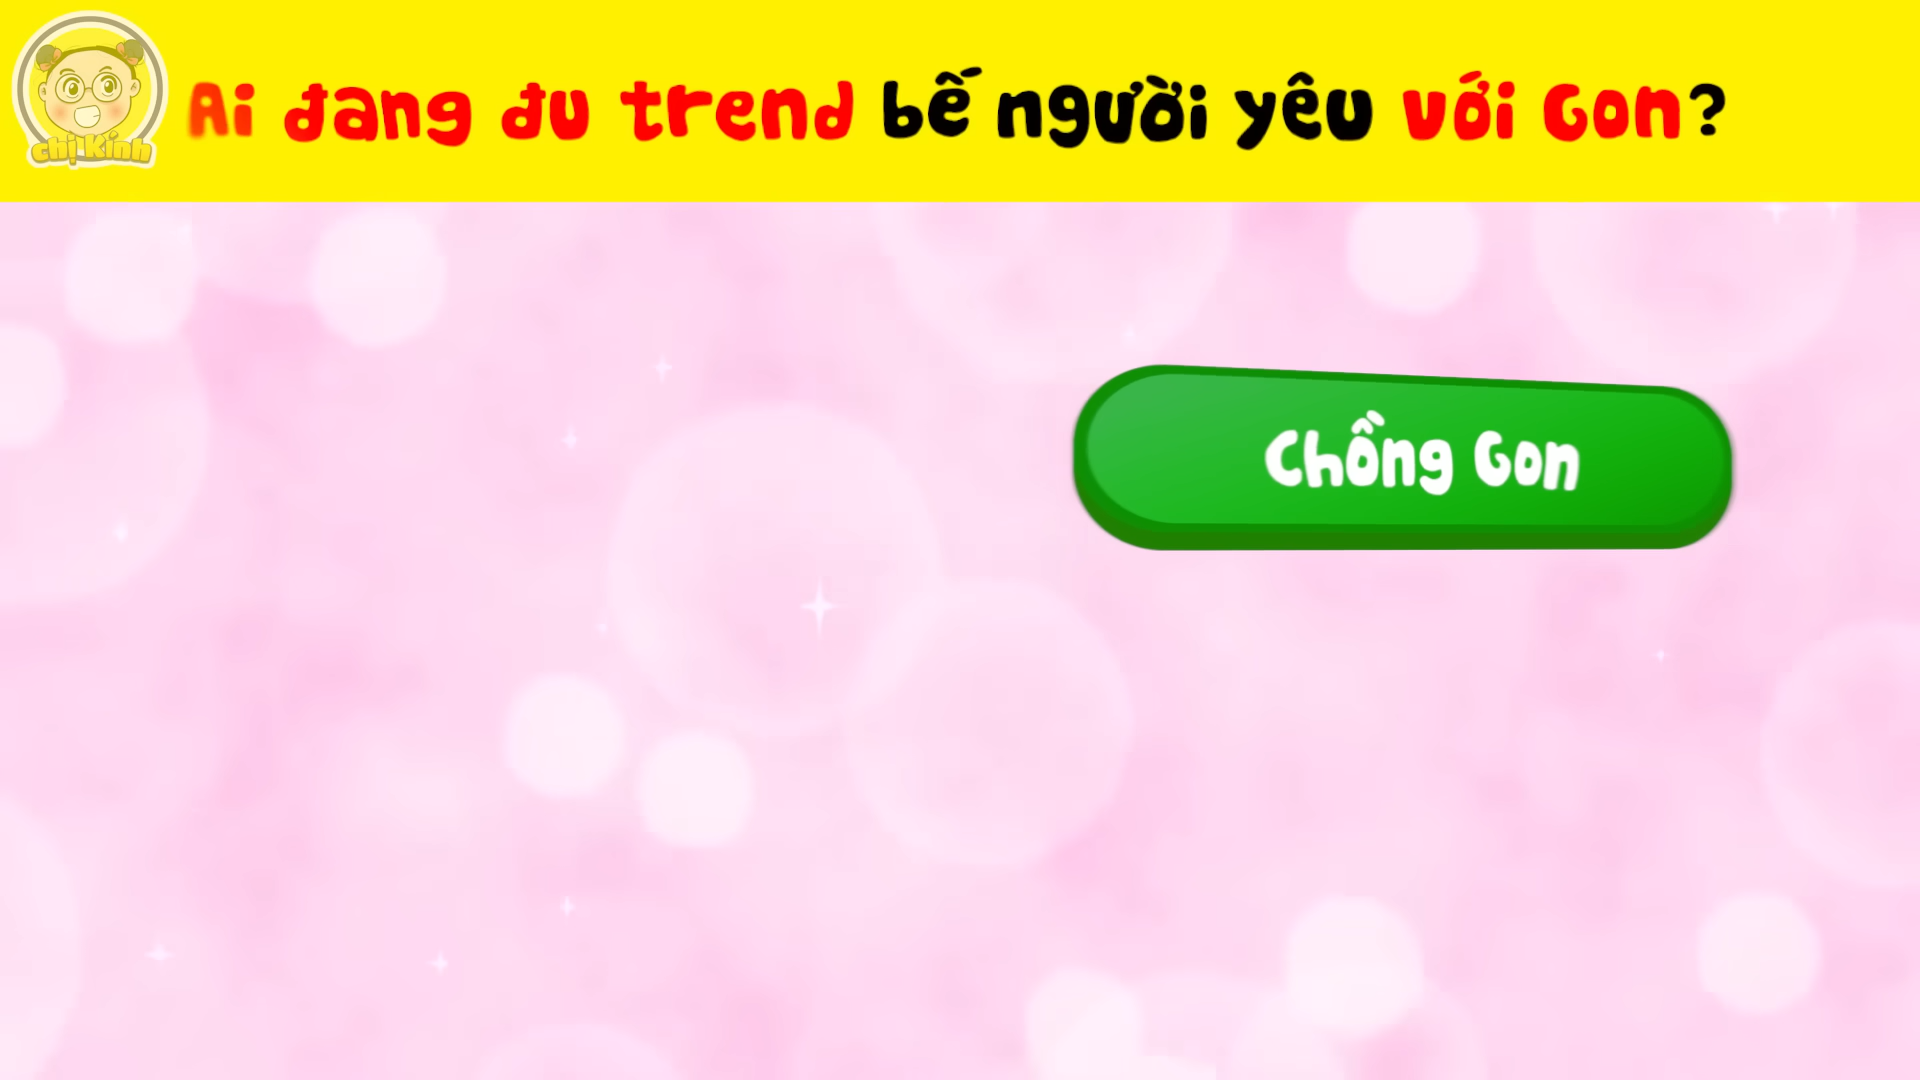 Ai đang đu trend bế người yêu với Gon?
chị Kính
Chồng Gon